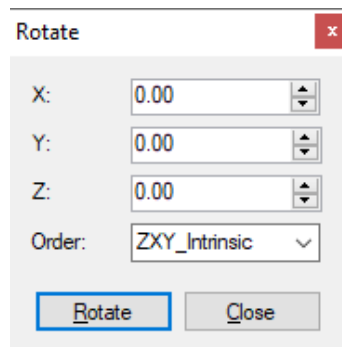 Rotate x
X: 0.00
Y: 0.00
Z: 0.00
Order: ZXY_Intrinsic
Rotate Close